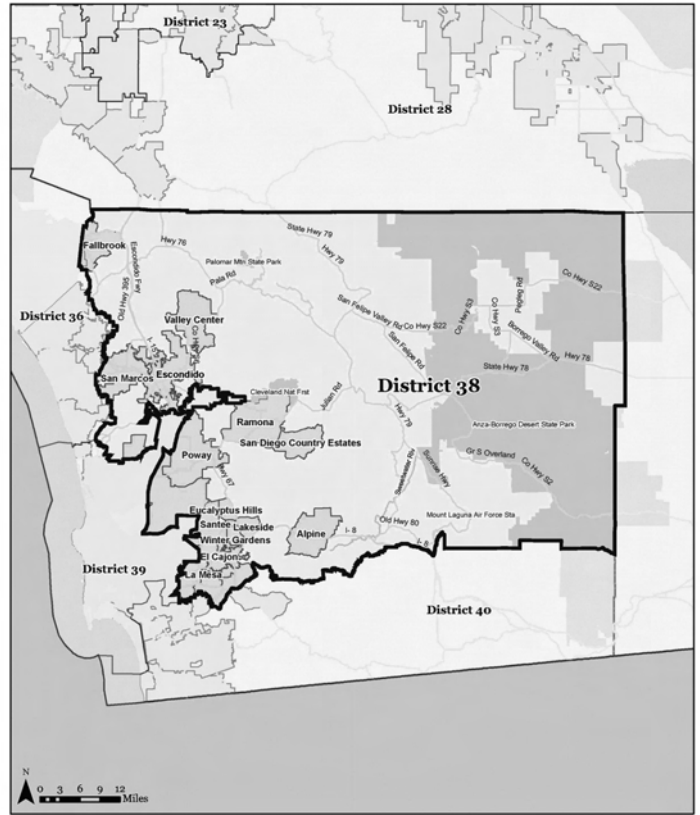 District 23
District 28
State Hwy 79
Hwy 79
Hwy 76
Fallbrook
Palomar Mtn State Park
Pala Rd
Escondido Fwy
Old Hwy 395
Co Hwy S3
Pegleg Rd
Co Hwy S22
District 36
Valley Center
San Felipe Valley Rd
Co Hwy S22
Co Hwy S3
Borrego Valley Rd
San Felipe Rd
Hwy 78
State Hwy 78
San Marcos
Escondido
District 38
Cleveland Nat Frst
Julian Rd
Ramona
Hwy 79
Anza-Borrego Desert State Park
San Diego Country Estates
Poway
Hwy 67
Sunrise Hwy
Gr S Overland
Co Hwy S2
Eucalyptus Hills
Santee
Lakeside
Mount Laguna Air Force Sta
Old Hwy 80
Alpine
I- 8
Winter Gardens
I- 8
El Cajon
La Mesa
District 39
District 40
N
0 3 6 9 12
Miles